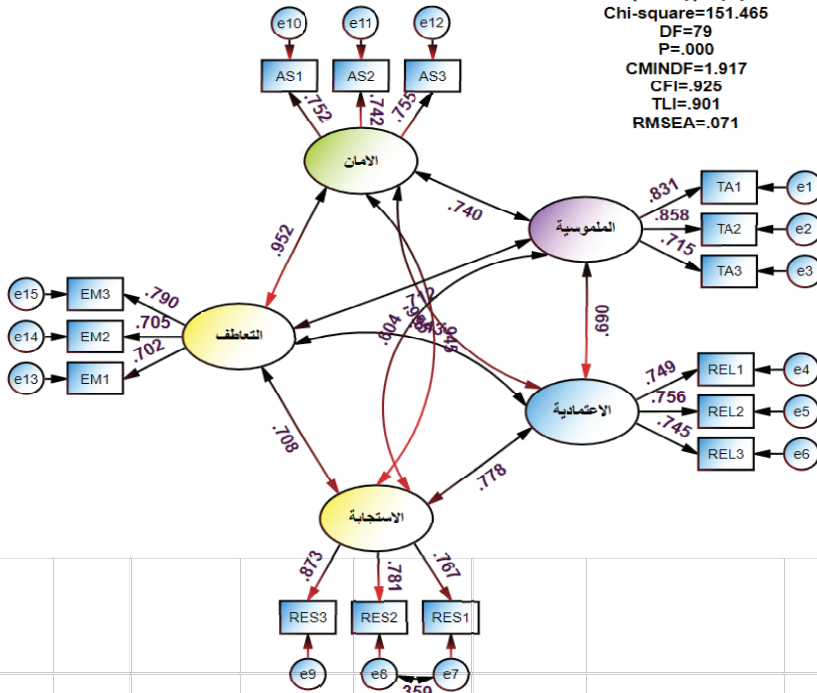 Chi-square=151.465
DF=79
P=.000
CMINDF=1.917
CFI=.925
TLI=.901
RMSEA=.071
e10
e11
e12
AS1
AS2
AS3
.752
.742
.755
الامان
.740
.952
الملموسية
.831
.858
.715
TA1
TA2
TA3
e1
e2
e3
e15
e14
e13
EM3
EM2
EM1
.790
.705
.702
التعاطف
.712
.604
.690
.708
.778
الاعتمادية
.749
.756
.745
REL1
REL2
REL3
e4
e5
e6
الاستجابة
.873
.781
.767
RES3
RES2
RES1
e9
e8
e7
.359